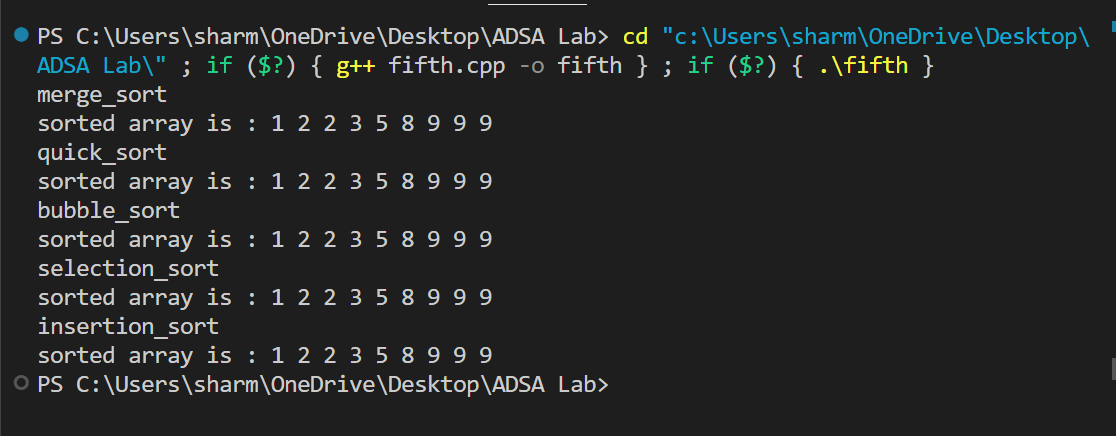 PS C:\Users\sharm\OneDrive\Desktop\ADSA Lab> cd "c:\Users\sharm\OneDrive\Desktop\
ADSA Lab\" ; if ($?) { g++ fifth.cpp -o fifth } ; if ($?) { .\fifth }
merge_sort
sorted array is : 1 2 2 3 5 8 9 9 9
quick_sort
sorted array is : 1 2 2 3 5 8 9 9 9
bubble_sort
sorted array is : 1 2 2 3 5 8 9 9 9
selection_sort
sorted array is : 1 2 2 3 5 8 9 9 9
insertion_sort
sorted array is : 1 2 2 3 5 8 9 9 9
PS C:\Users\sharm\OneDrive\Desktop\ADSA Lab>